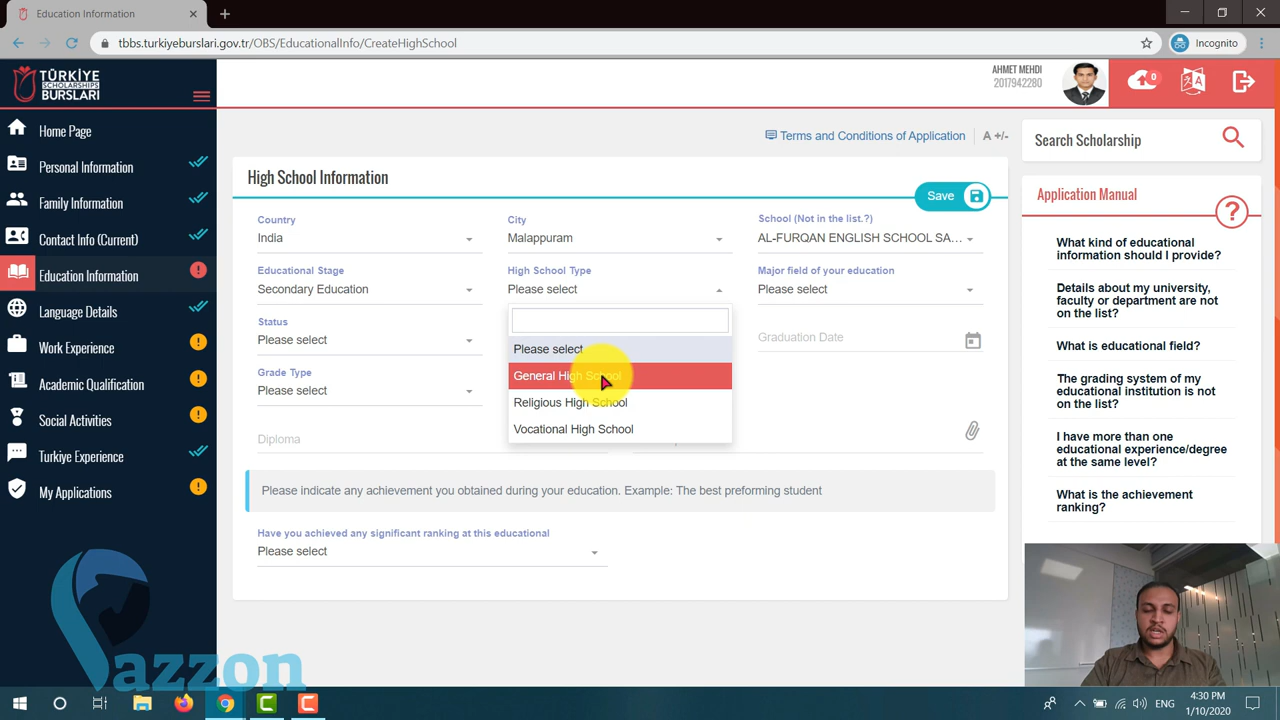 Education Information
tbbs.turkiyeburslari.gov.tr/OBS/EducationalInfo/CreateHighSchool
Incognito
TÜRKİYE
SCHOLARSHIPS
BURSLARI
AHMET MEHDI
2017942280
0
Home Page
Personal Information
Family Information
Contact Info (Current)
Education Information
Language Details
Work Experience
Academic Qualification
Social Activities
Turkiye Experience
My Applications
Terms and Conditions of Application
A +/-
High School Information
Save
Country
India
City
Malappuram
School (Not in the list.?)
AL-FURQAN ENGLISH SCHOOL SA...
Educational Stage
Secondary Education
High School Type
Please select
Major field of your education
Please select
Status
Please select
Please select
General High School
Religious High School
Vocational High School
Graduation Date
Grade Type
Please select
Diploma
Please indicate any achievement you obtained during your education. Example: The best preforming student
Have you achieved any significant ranking at this educational
Please select
Search Scholarship
Application Manual
?
What kind of educational
information should I provide?
Details about my university,
faculty or department are not
on the list?
What is educational field?
The grading system of my
educational institution is not
on the list?
I have more than one
educational experience/degree
at the same level?
What is the achievement
ranking?
Pazzon
ENG
4:30 PM
1/10/2020